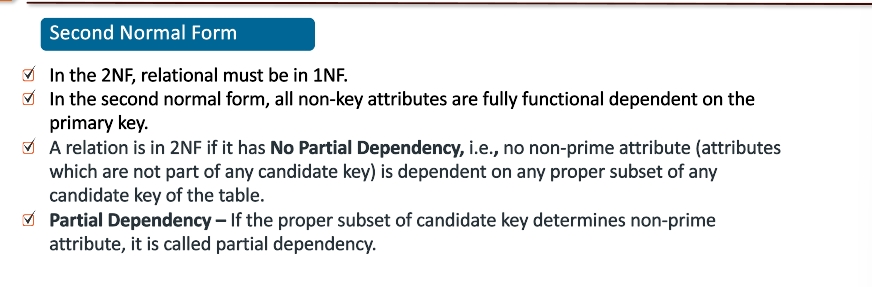 Second Normal Form
In the 2NF, relational must be in 1NF.
In the second normal form, all non-key attributes are fully functional dependent on the
primary key.
A relation is in 2NF if it has No Partial Dependency, i.e., no non-prime attribute (attributes
which are not part of any candidate key) is dependent on any proper subset of any
candidate key of the table.
Partial Dependency – If the proper subset of candidate key determines non-prime
attribute, it is called partial dependency.